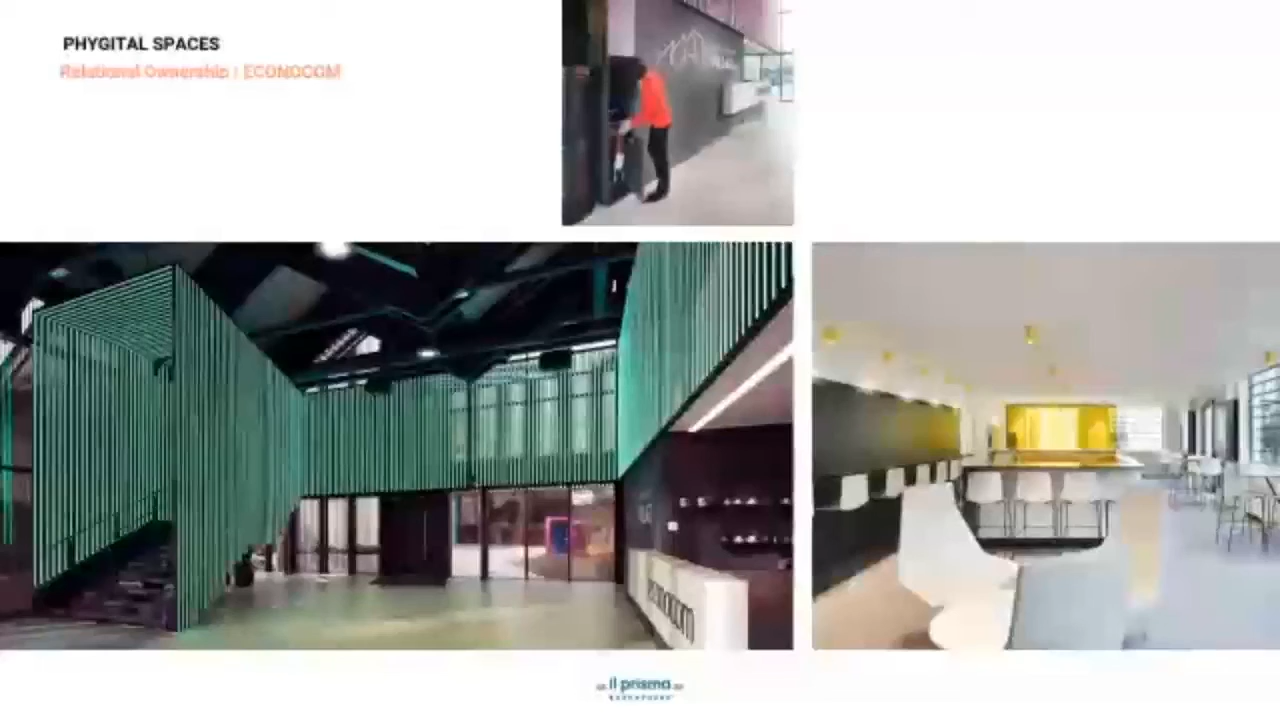 PHYGITAL SPACES
Relational Ownership | ECONOCOM
econocom
il prisma